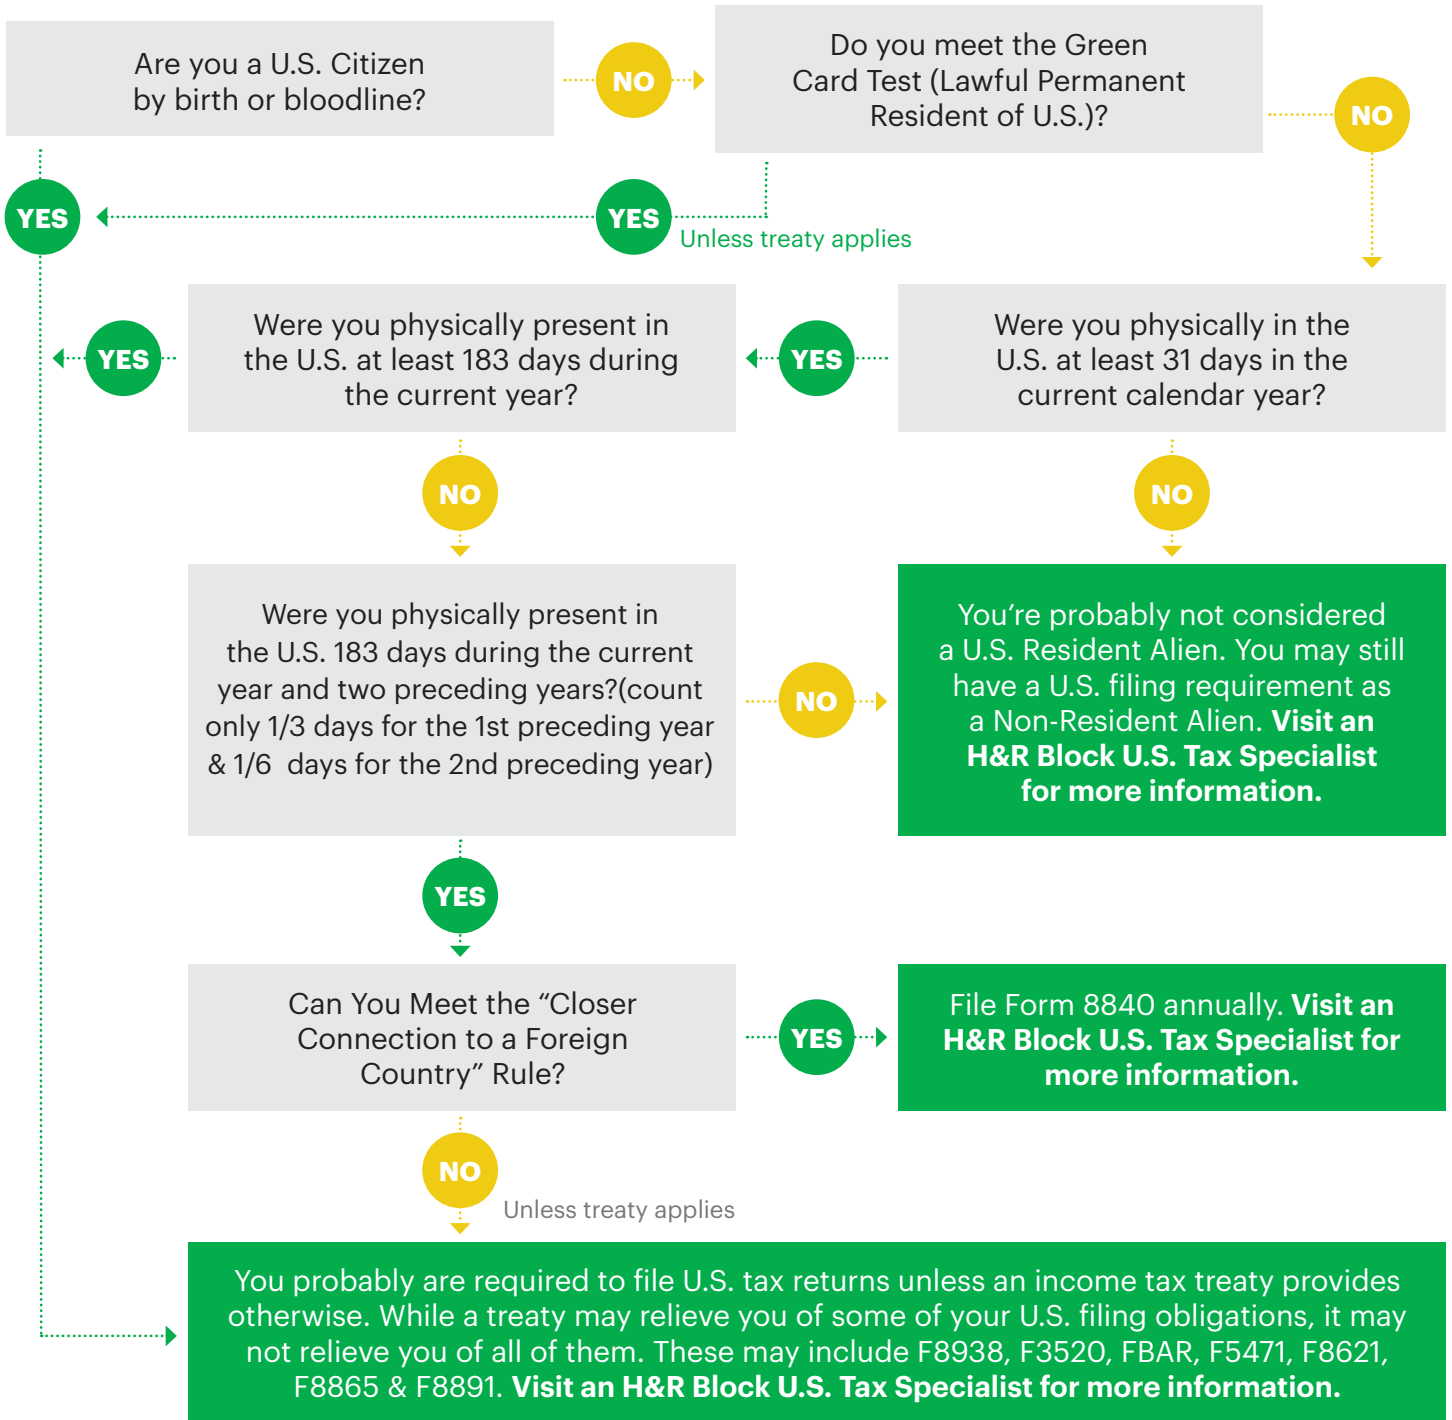 Are you a U.S. Citizen
by birth or bloodline?
NO
Do you meet the Green
Card Test (Lawful Permanent
Resident of U.S.)?
NO
YES
YES
Unless treaty applies
YES
Were you physically present in
the U.S. at least 183 days during
the current year?
YES
Were you physically in the
U.S. at least 31 days in the
current calendar year?
NO
NO
Were you physically present in
the U.S. 183 days during the current
year and two preceding years?(count
only 1/3 days for the 1st preceding year
& 1/6 days for the 2nd preceding year)
NO
You’re probably not considered
a U.S. Resident Alien. You may still
have a U.S. filing requirement as
a Non-Resident Alien. Visit an
H&R Block U.S. Tax Specialist
for more information.
YES
Can You Meet the “Closer
Connection to a Foreign
Country” Rule?
YES
File Form 8840 annually. Visit an
H&R Block U.S. Tax Specialist for
more information.
NO
Unless treaty applies
You probably are required to file U.S. tax returns unless an income tax treaty provides
otherwise. While a treaty may relieve you of some of your U.S. filing obligations, it may
not relieve you of all of them. These may include F8938, F3520, FBAR, F5471, F8621,
F8865 & F8891. Visit an H&R Block U.S. Tax Specialist for more information.